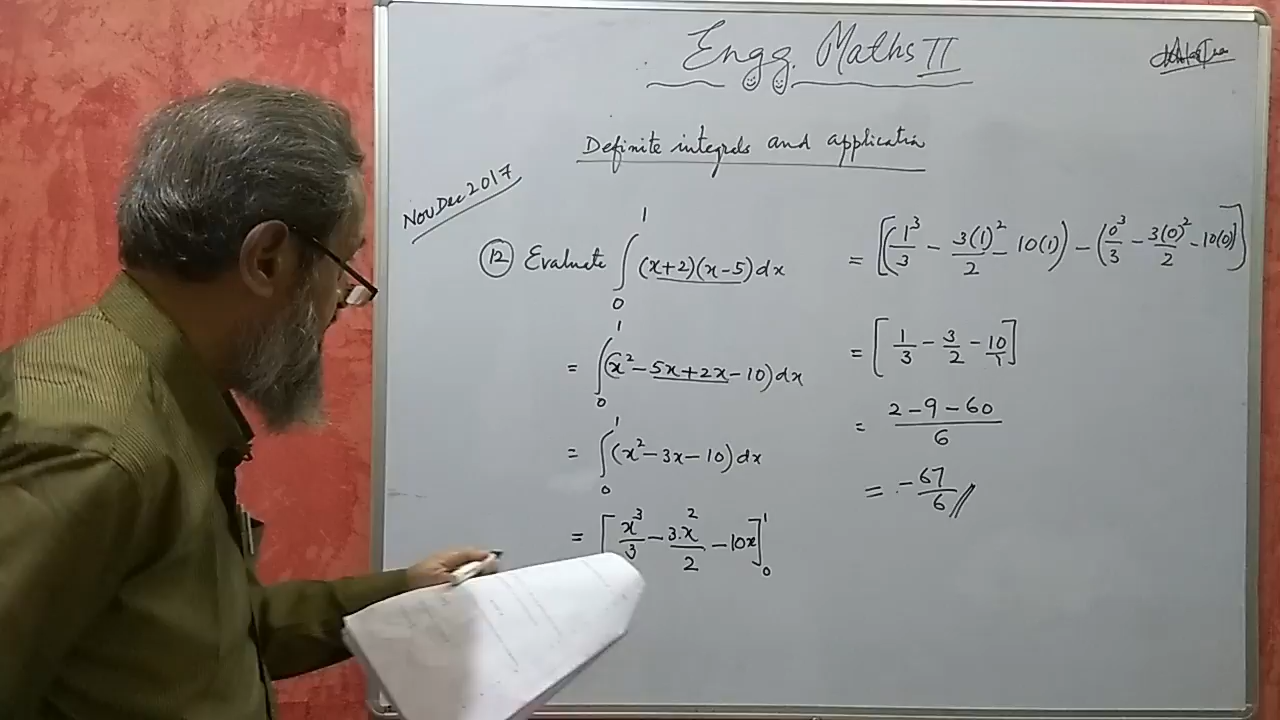 Engg. Maths II
Definite integrals and applicatin
Nov Dec 2017
⑫ Evaluate ∫₀¹ (x+2)(x-5)dx
= ∫₀¹ (x² - 5x + 2x - 10)dx
= ∫₀¹ (x² - 3x - 10)dx
= [x³/3 - 3.x²/2 - 10x]₀¹
= [(1³/3 - 3(1)²/2 - 10(1)) - (0³/3 - 3(0)²/2 - 10(0))]
= [1/3 - 3/2 - 10/1]
= (2 - 9 - 60)/6
= -67/6 //